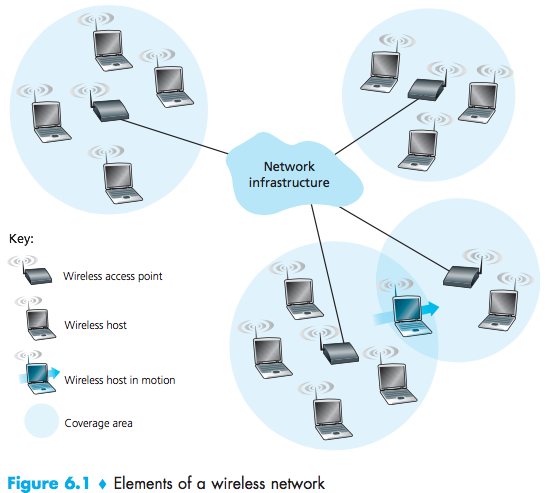 Network
infrastructure
Key:
Wireless access point
Wireless host
Wireless host in motion
Coverage area
Figure 6.1 ♦ Elements of a wireless network